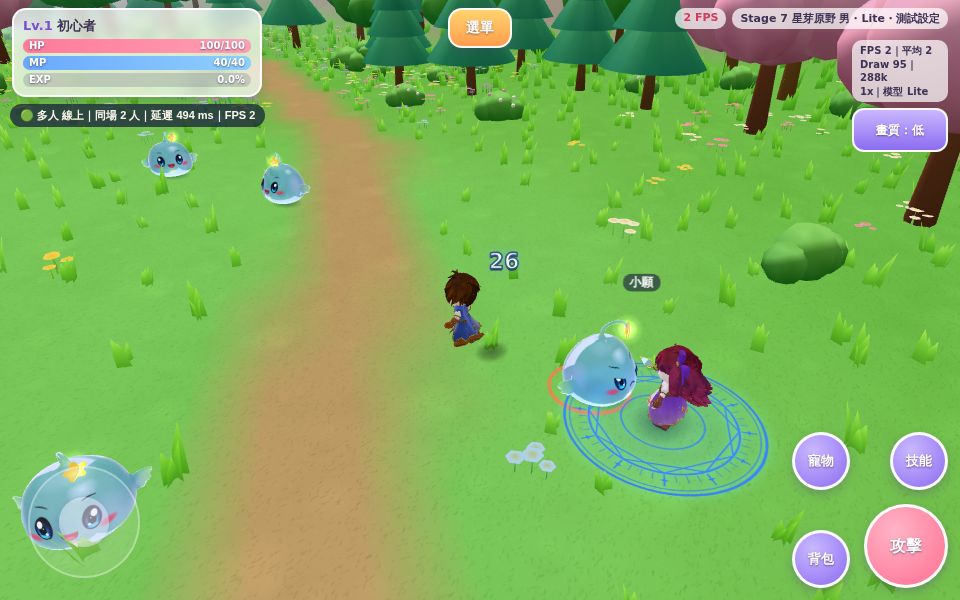 Lv.1 初心者
HP 100/100
MP 40/40
EXP 0.0%
🟢 多人 線上｜同場 2 人｜延遲 494 ms｜FPS 2
選單
2 FPS
Stage 7 星芽原野 男・Lite・測試設定
FPS 2｜平均 2
Draw 95｜
288k
1x｜模型 Lite
畫質：低
26
小願
寵物
技能
背包
攻擊